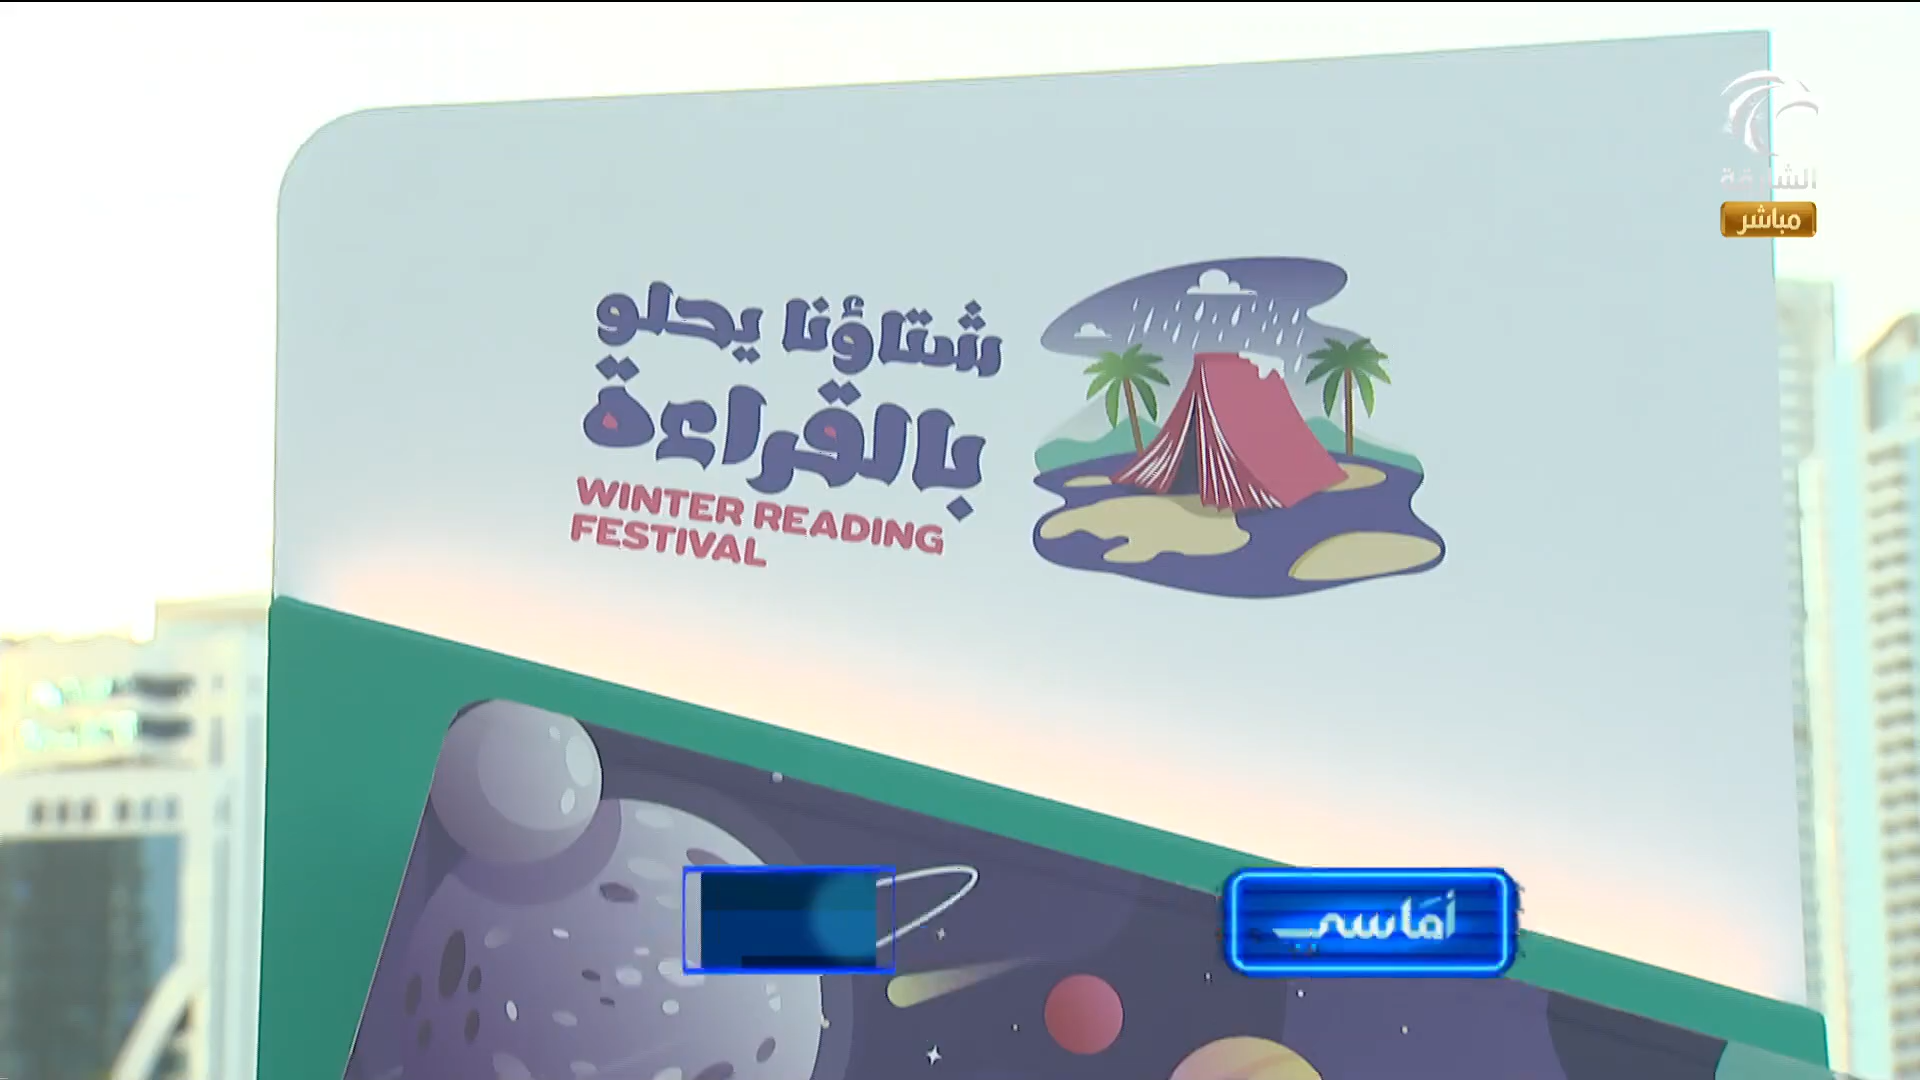 شتاؤنا يحلو
بالقراءة
WINTER READING
FESTIVAL
الشارقة
مباشر
أماسي